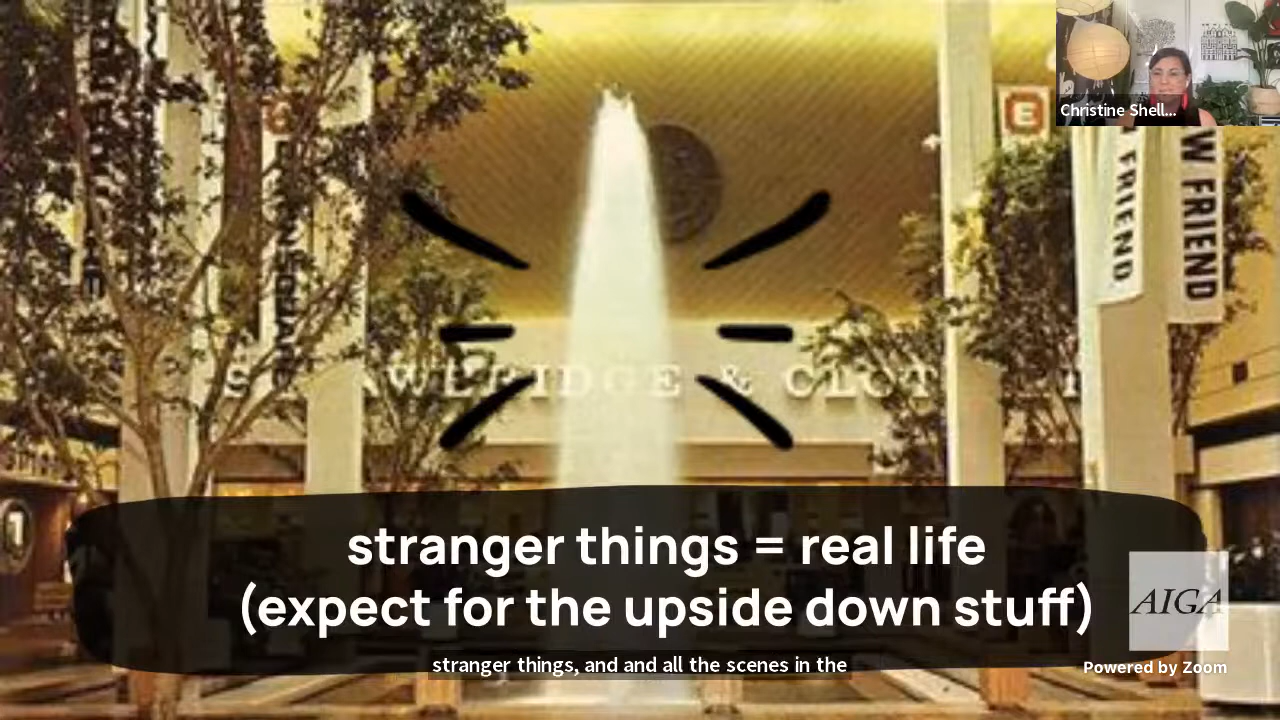 Christine Shell...
E
W FRIEND
FRIEND
stranger things = real life
(expect for the upside down stuff)
AIGA
stranger things, and and all the scenes in the
Powered by Zoom